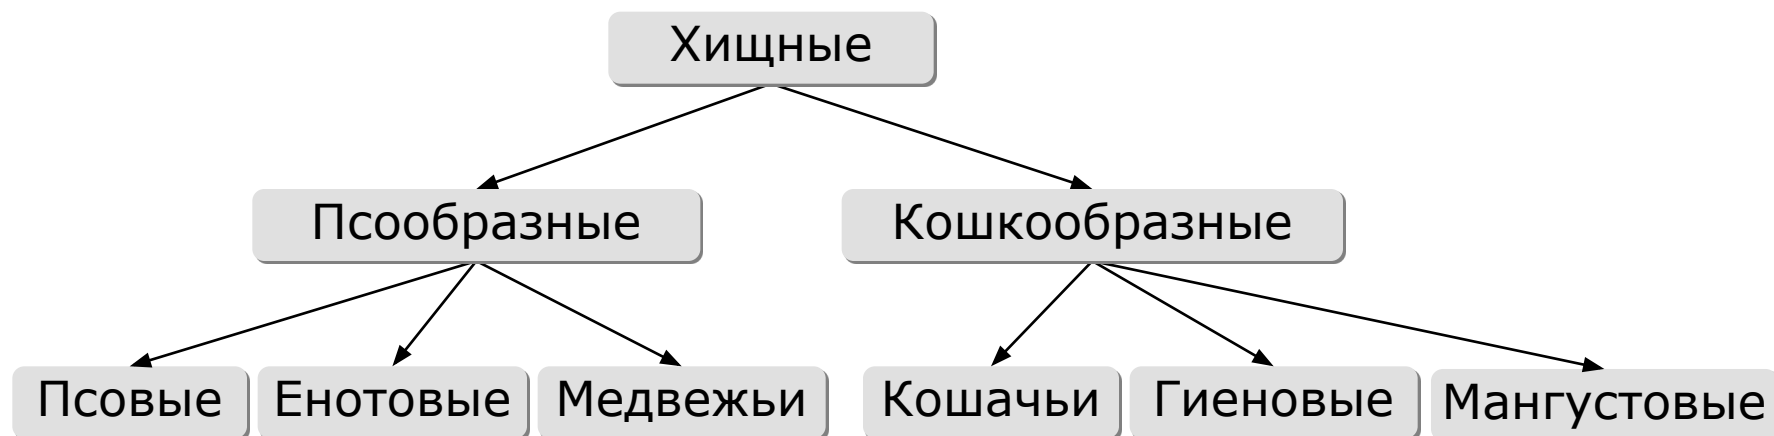 Хищные
Псообразные
Кошкообразные
Псовые
Енотовые
Медвежьи
Кошачьи
Гиеновые
Мангустовые